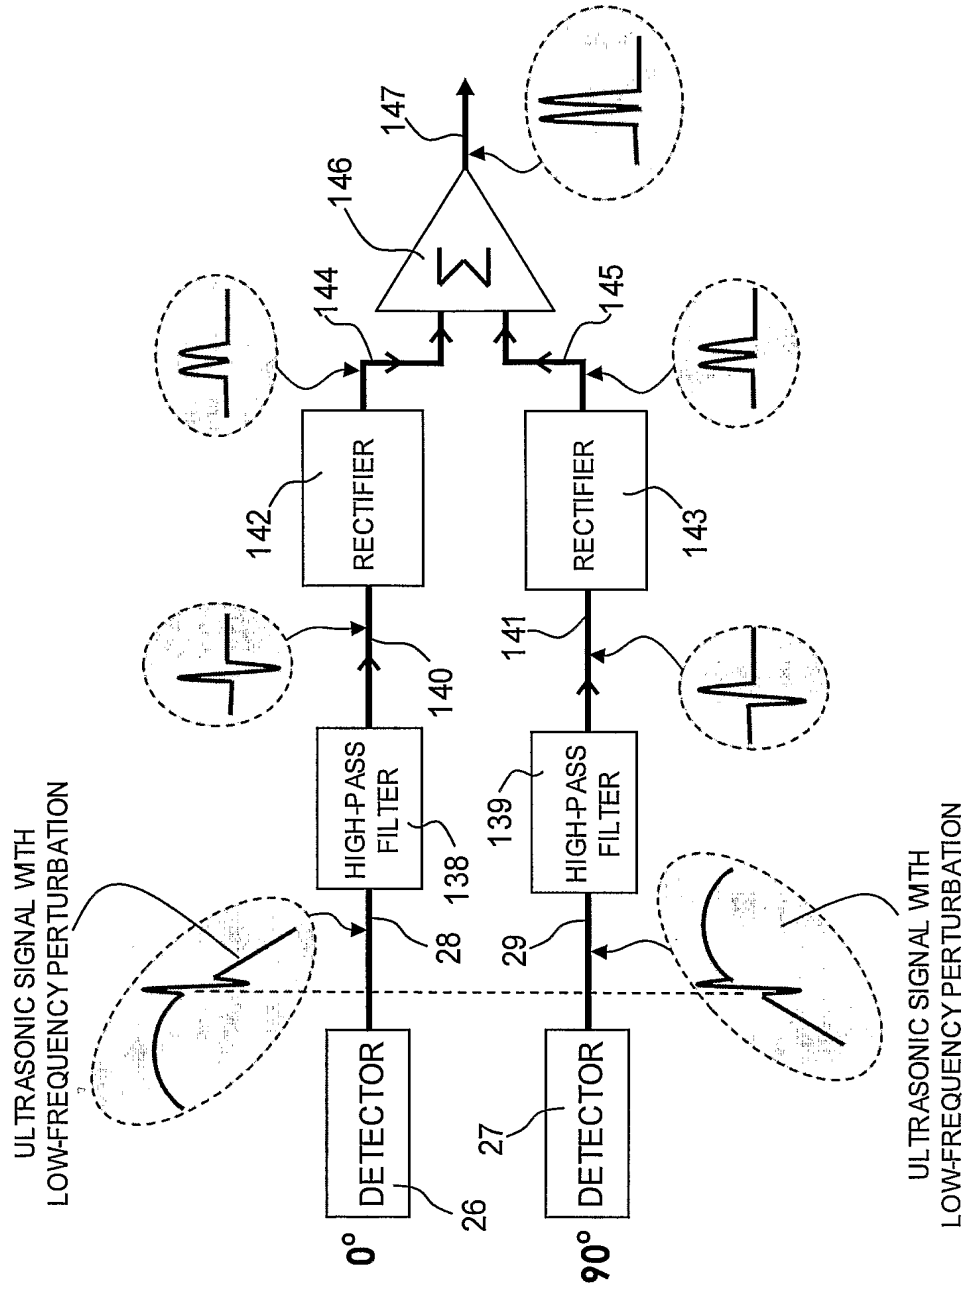 ULTRASONIC SIGNAL WITH
LOW-FREQUENCY PERTURBATION
0°
DETECTOR
26
28
HIGH-PASS
FILTER
138
140
RECTIFIER
142
144
146
Σ
147
90°
DETECTOR
27
29
HIGH-PASS
FILTER
139
141
RECTIFIER
143
145
ULTRASONIC SIGNAL WITH
LOW-FREQUENCY PERTURBATION